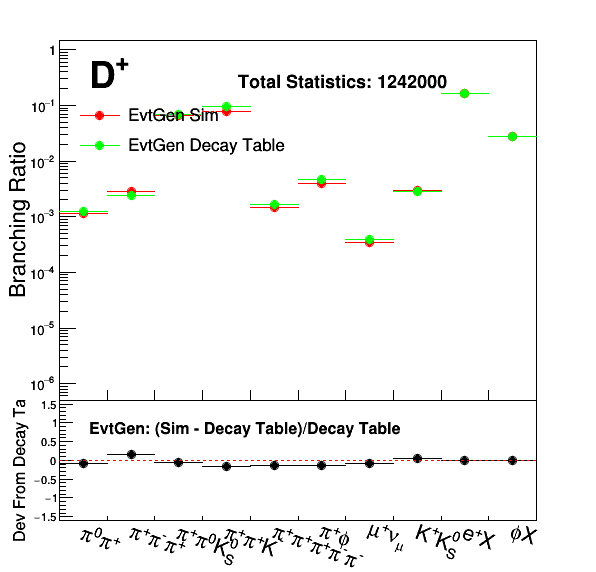 D⁺
Total Statistics: 1242000
EvtGen Sim
EvtGen Decay Table
Branching Ratio
1
10⁻¹
10⁻²
10⁻³
10⁻⁴
10⁻⁵
10⁻⁶
EvtGen: (Sim - Decay Table)/Decay Table
Dev From Decay Ta
1.5
1
0.5
0
−0.5
−1
−1.5
π⁰π⁺
π⁺π⁻π⁺
π⁺π⁰K⁰S
π⁺π⁺K⁻
π⁺π⁺π⁺π⁻π⁻
π⁺ϕ
μ⁺νμ
K⁺K⁰S
e⁺X
ϕX